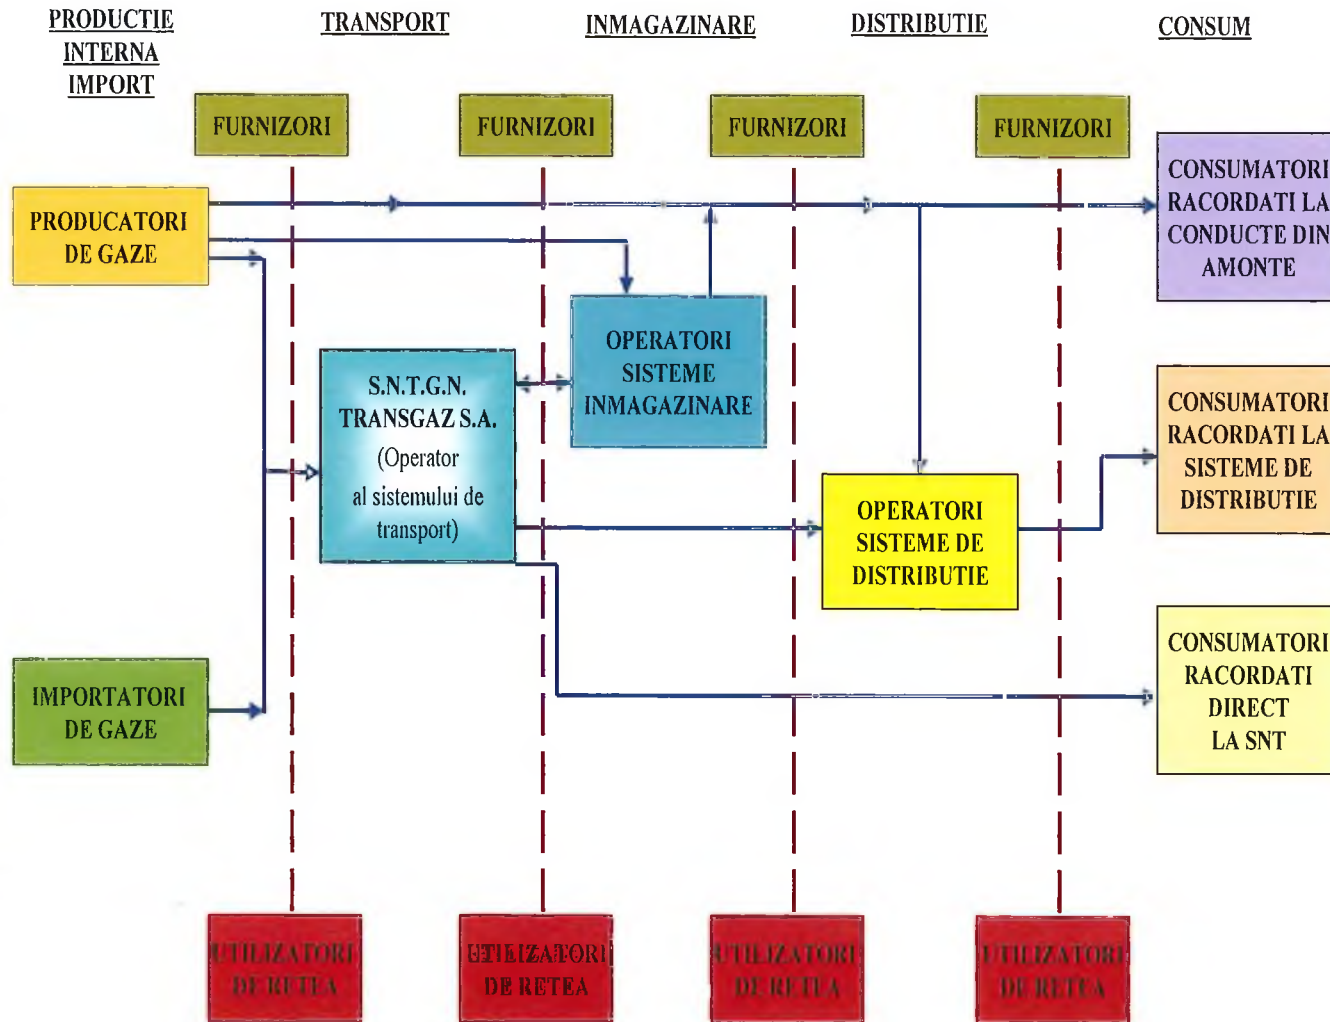 PRODUCTIE
INTERNA
IMPORT
TRANSPORT
INMAGAZINARE
DISTRIBUTIE
CONSUM
FURNIZORI
FURNIZORI
FURNIZORI
FURNIZORI
PRODUCATORI
DE GAZE
CONSUMATORI
RACORDATI LA
CONDUCTE DIN
AMONTE
OPERATORI
SISTEME
INMAGAZINARE
S.N.T.G.N.
TRANSGAZ S.A.
(Operator
al sistemului de
transport)
CONSUMATORI
RACORDATI LA
SISTEME DE
DISTRIBUTIE
OPERATORI
SISTEME DE
DISTRIBUTIE
IMPORTATORI
DE GAZE
CONSUMATORI
RACORDATI
DIRECT
LA SNT
UTILIZATORI
DE RETEA
UTILIZATORI
DE RETEA
UTILIZATORI
DE RETEA
UTILIZATORI
DE RETEA